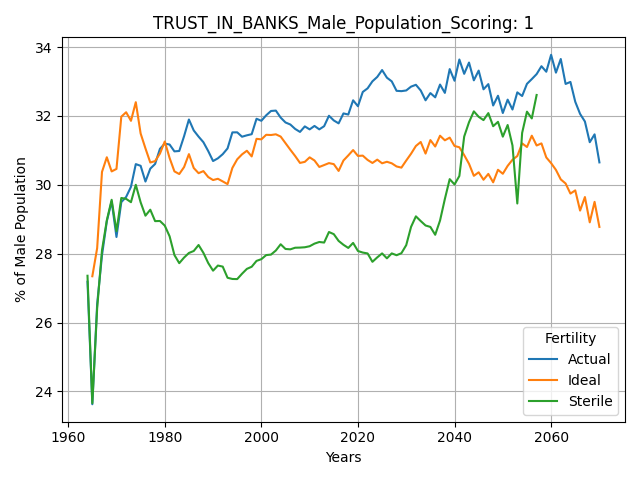 TRUST_IN_BANKS_Male_Population_Scoring: 1
% of Male Population
34
32
30
28
26
24
1960
1980
2000
2020
2040
2060
Years
Fertility
Actual
Ideal
Sterile